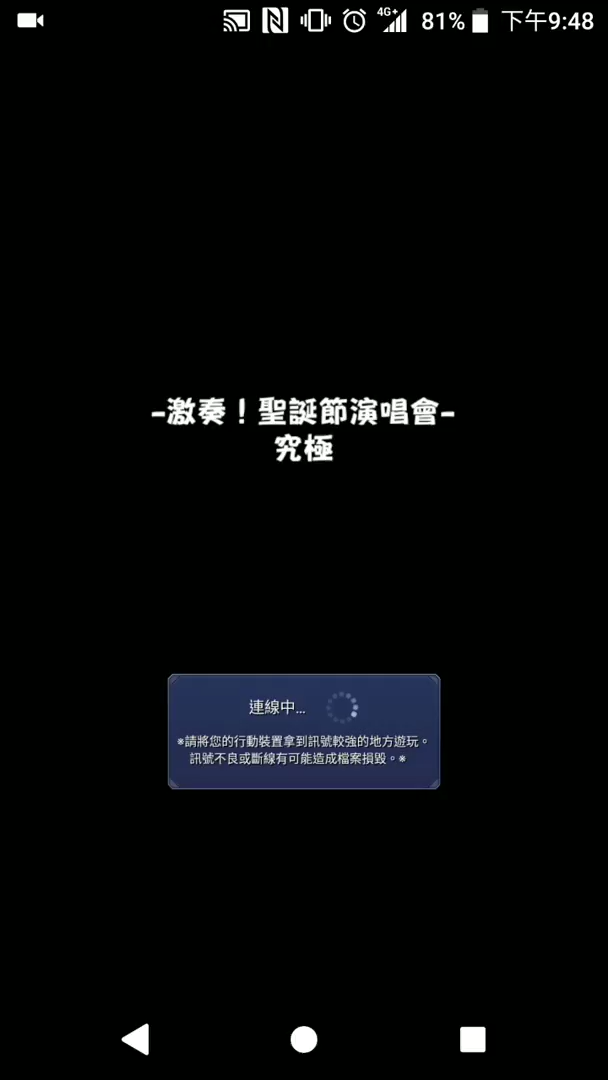 4G+ 81% 下午9:48
-激奏！聖誕節演唱會-
究極
連線中...
※請將您的行動裝置拿到訊號較強的地方遊玩。
訊號不良或斷線有可能造成檔案損毀。※